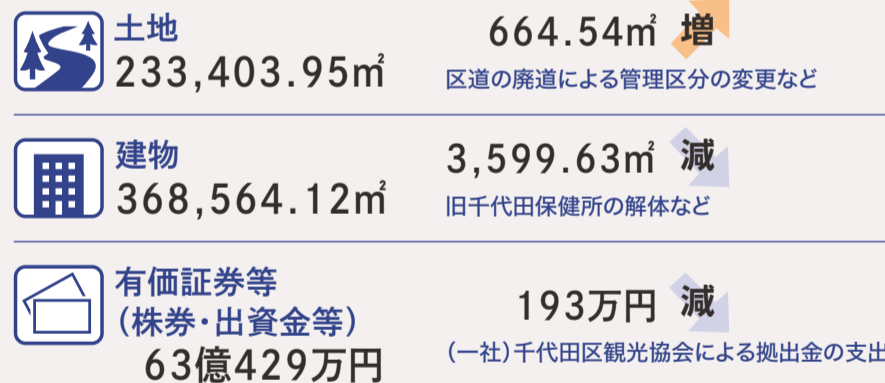 土地
233,403.95㎡
664.54㎡ 増
区道の廃道による管理区分の変更など
建物
368,564.12㎡
3,599.63㎡ 減
旧千代田保健所の解体など
有価証券等
(株券・出資金等)
63億429万円
193万円 減
(一社)千代田区観光協会による拠出金の支出